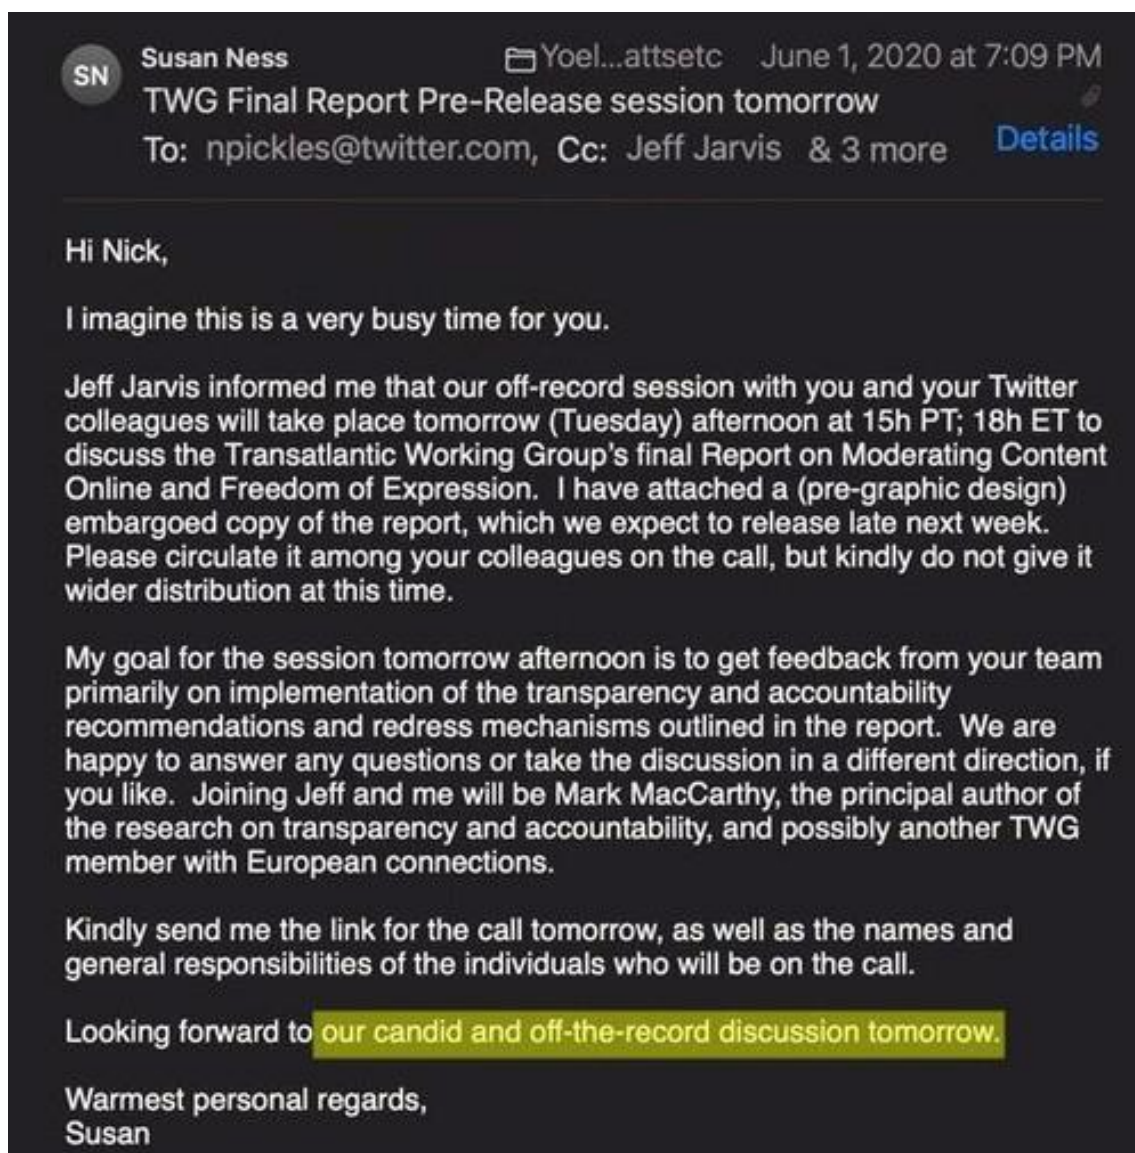 SN
Susan Ness
Yoel...attsetc June 1, 2020 at 7:09 PM
TWG Final Report Pre-Release session tomorrow
To: npickles@twitter.com, Cc: Jeff Jarvis & 3 more Details
Hi Nick,
I imagine this is a very busy time for you.
Jeff Jarvis informed me that our off-record session with you and your Twitter
colleagues will take place tomorrow (Tuesday) afternoon at 15h PT; 18h ET to
discuss the Transatlantic Working Group's final Report on Moderating Content
Online and Freedom of Expression.  I have attached a (pre-graphic design)
embargoed copy of the report, which we expect to release late next week.
Please circulate it among your colleagues on the call, but kindly do not give it
wider distribution at this time.
My goal for the session tomorrow afternoon is to get feedback from your team
primarily on implementation of the transparency and accountability
recommendations and redress mechanisms outlined in the report.  We are
happy to answer any questions or take the discussion in a different direction, if
you like.  Joining Jeff and me will be Mark MacCarthy, the principal author of
the research on transparency and accountability, and possibly another TWG
member with European connections.
Kindly send me the link for the call tomorrow, as well as the names and
general responsibilities of the individuals who will be on the call.
Looking forward to our candid and off-the-record discussion tomorrow.
Warmest personal regards,
Susan